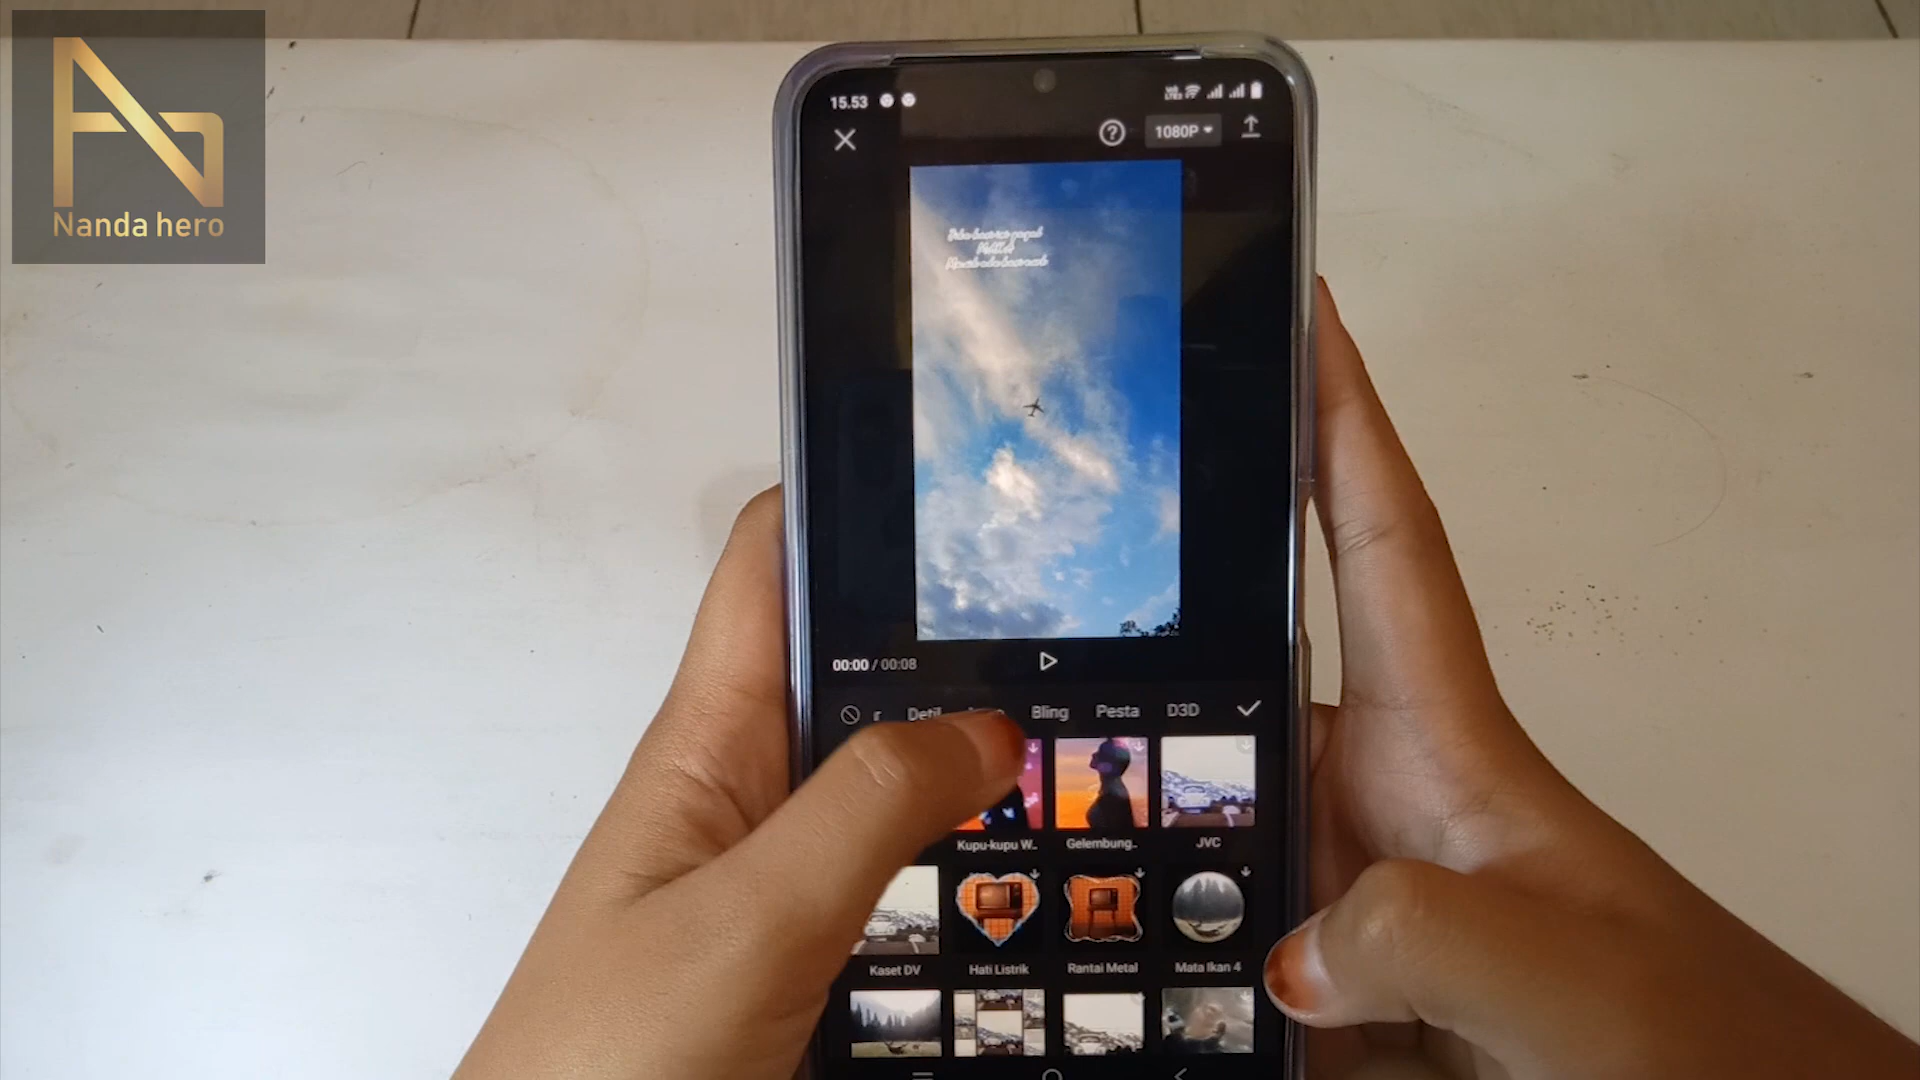 Nanda hero
15.53
1080P
00:00 / 00:08
r Detil Bling Pesta D3D
Kupu-kupu W.. Gelembung.. JVC
Kaset DV Hati Listrik Rantai Metal Mata Ikan 4